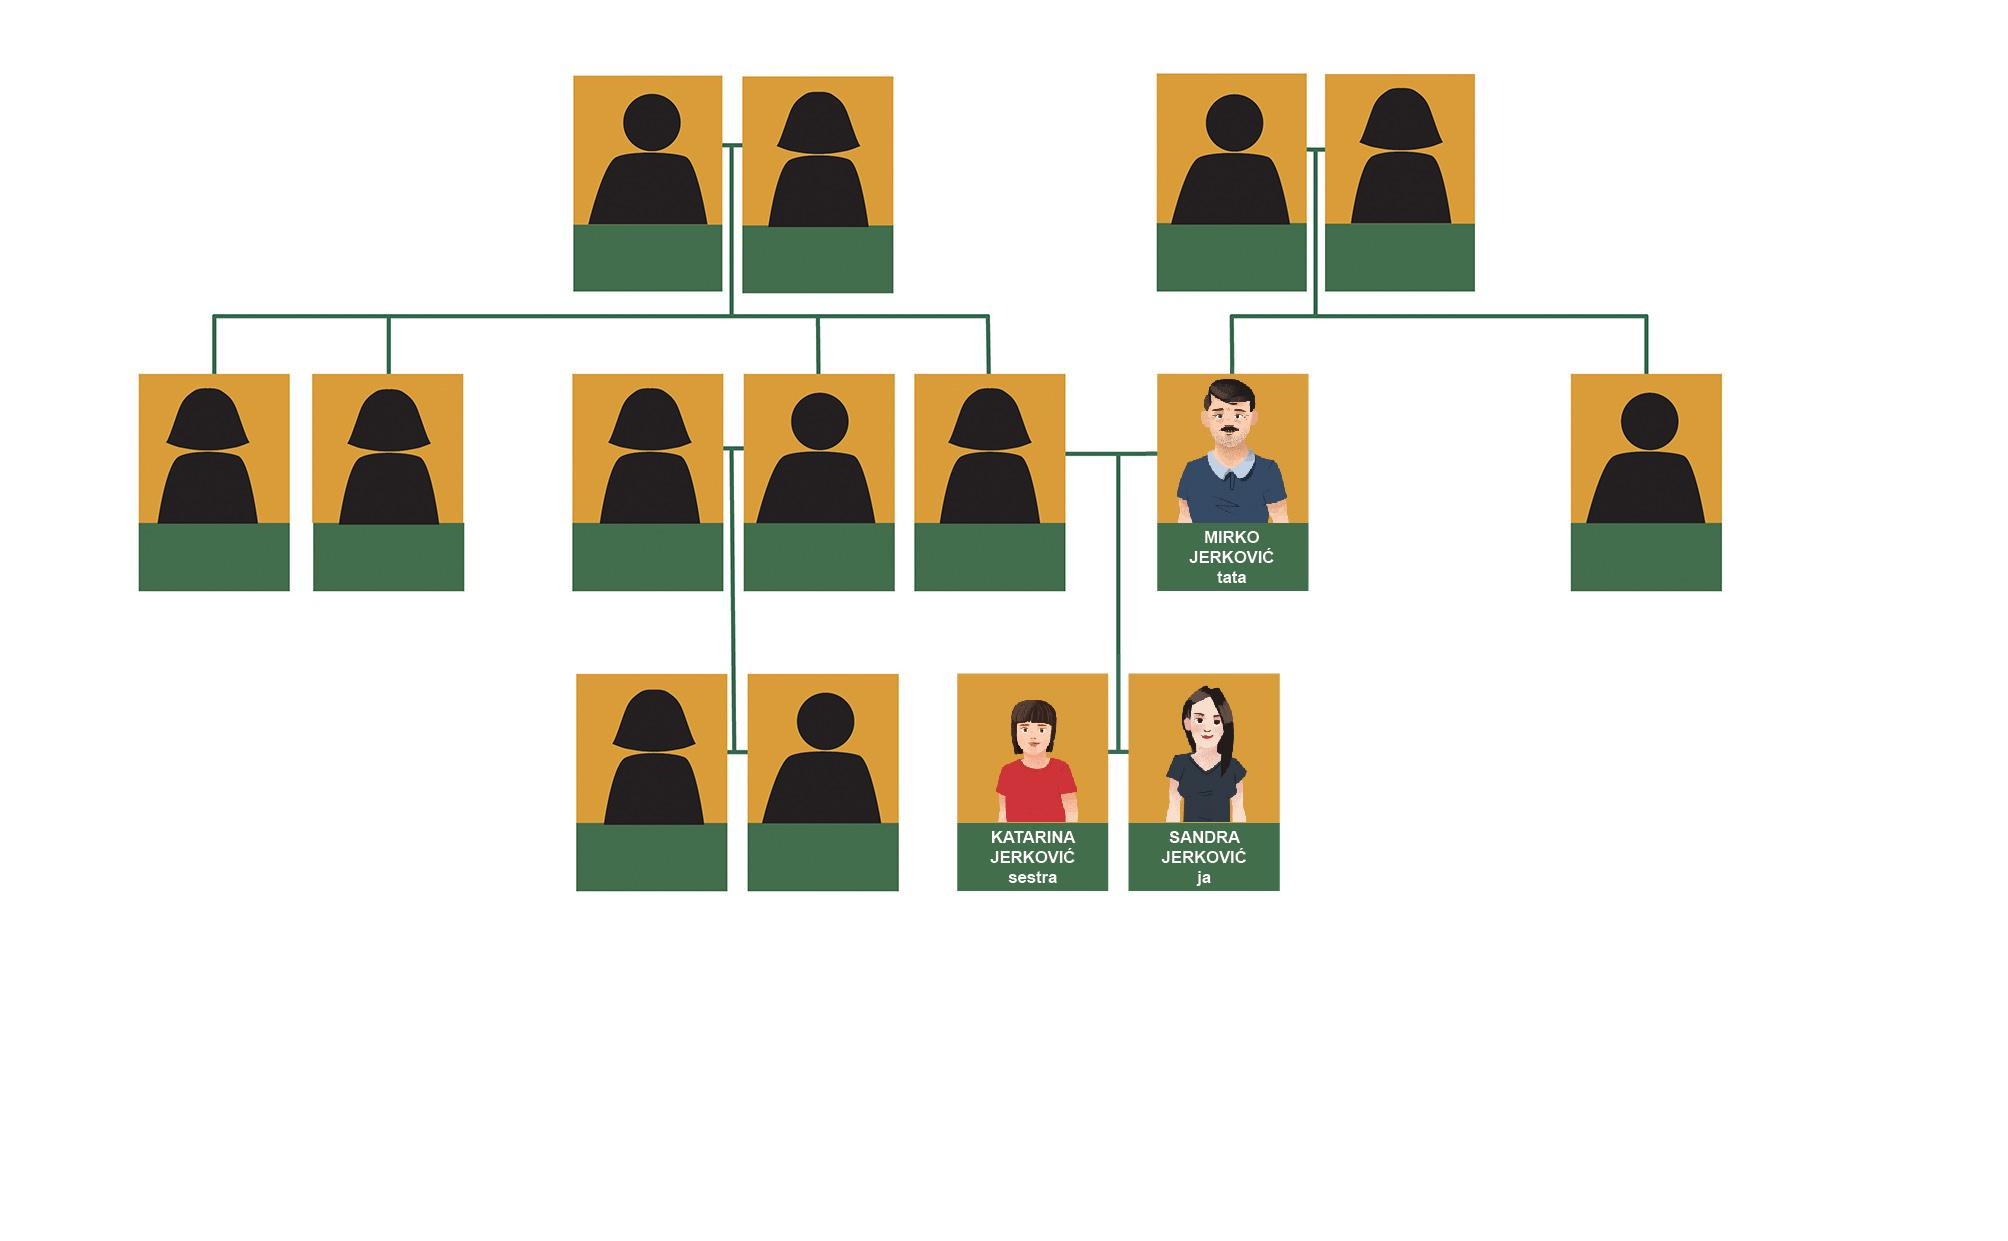 MIRKO
JERKOVIĆ
tata
KATARINA
JERKOVIĆ
sestra
SANDRA
JERKOVIĆ
ja